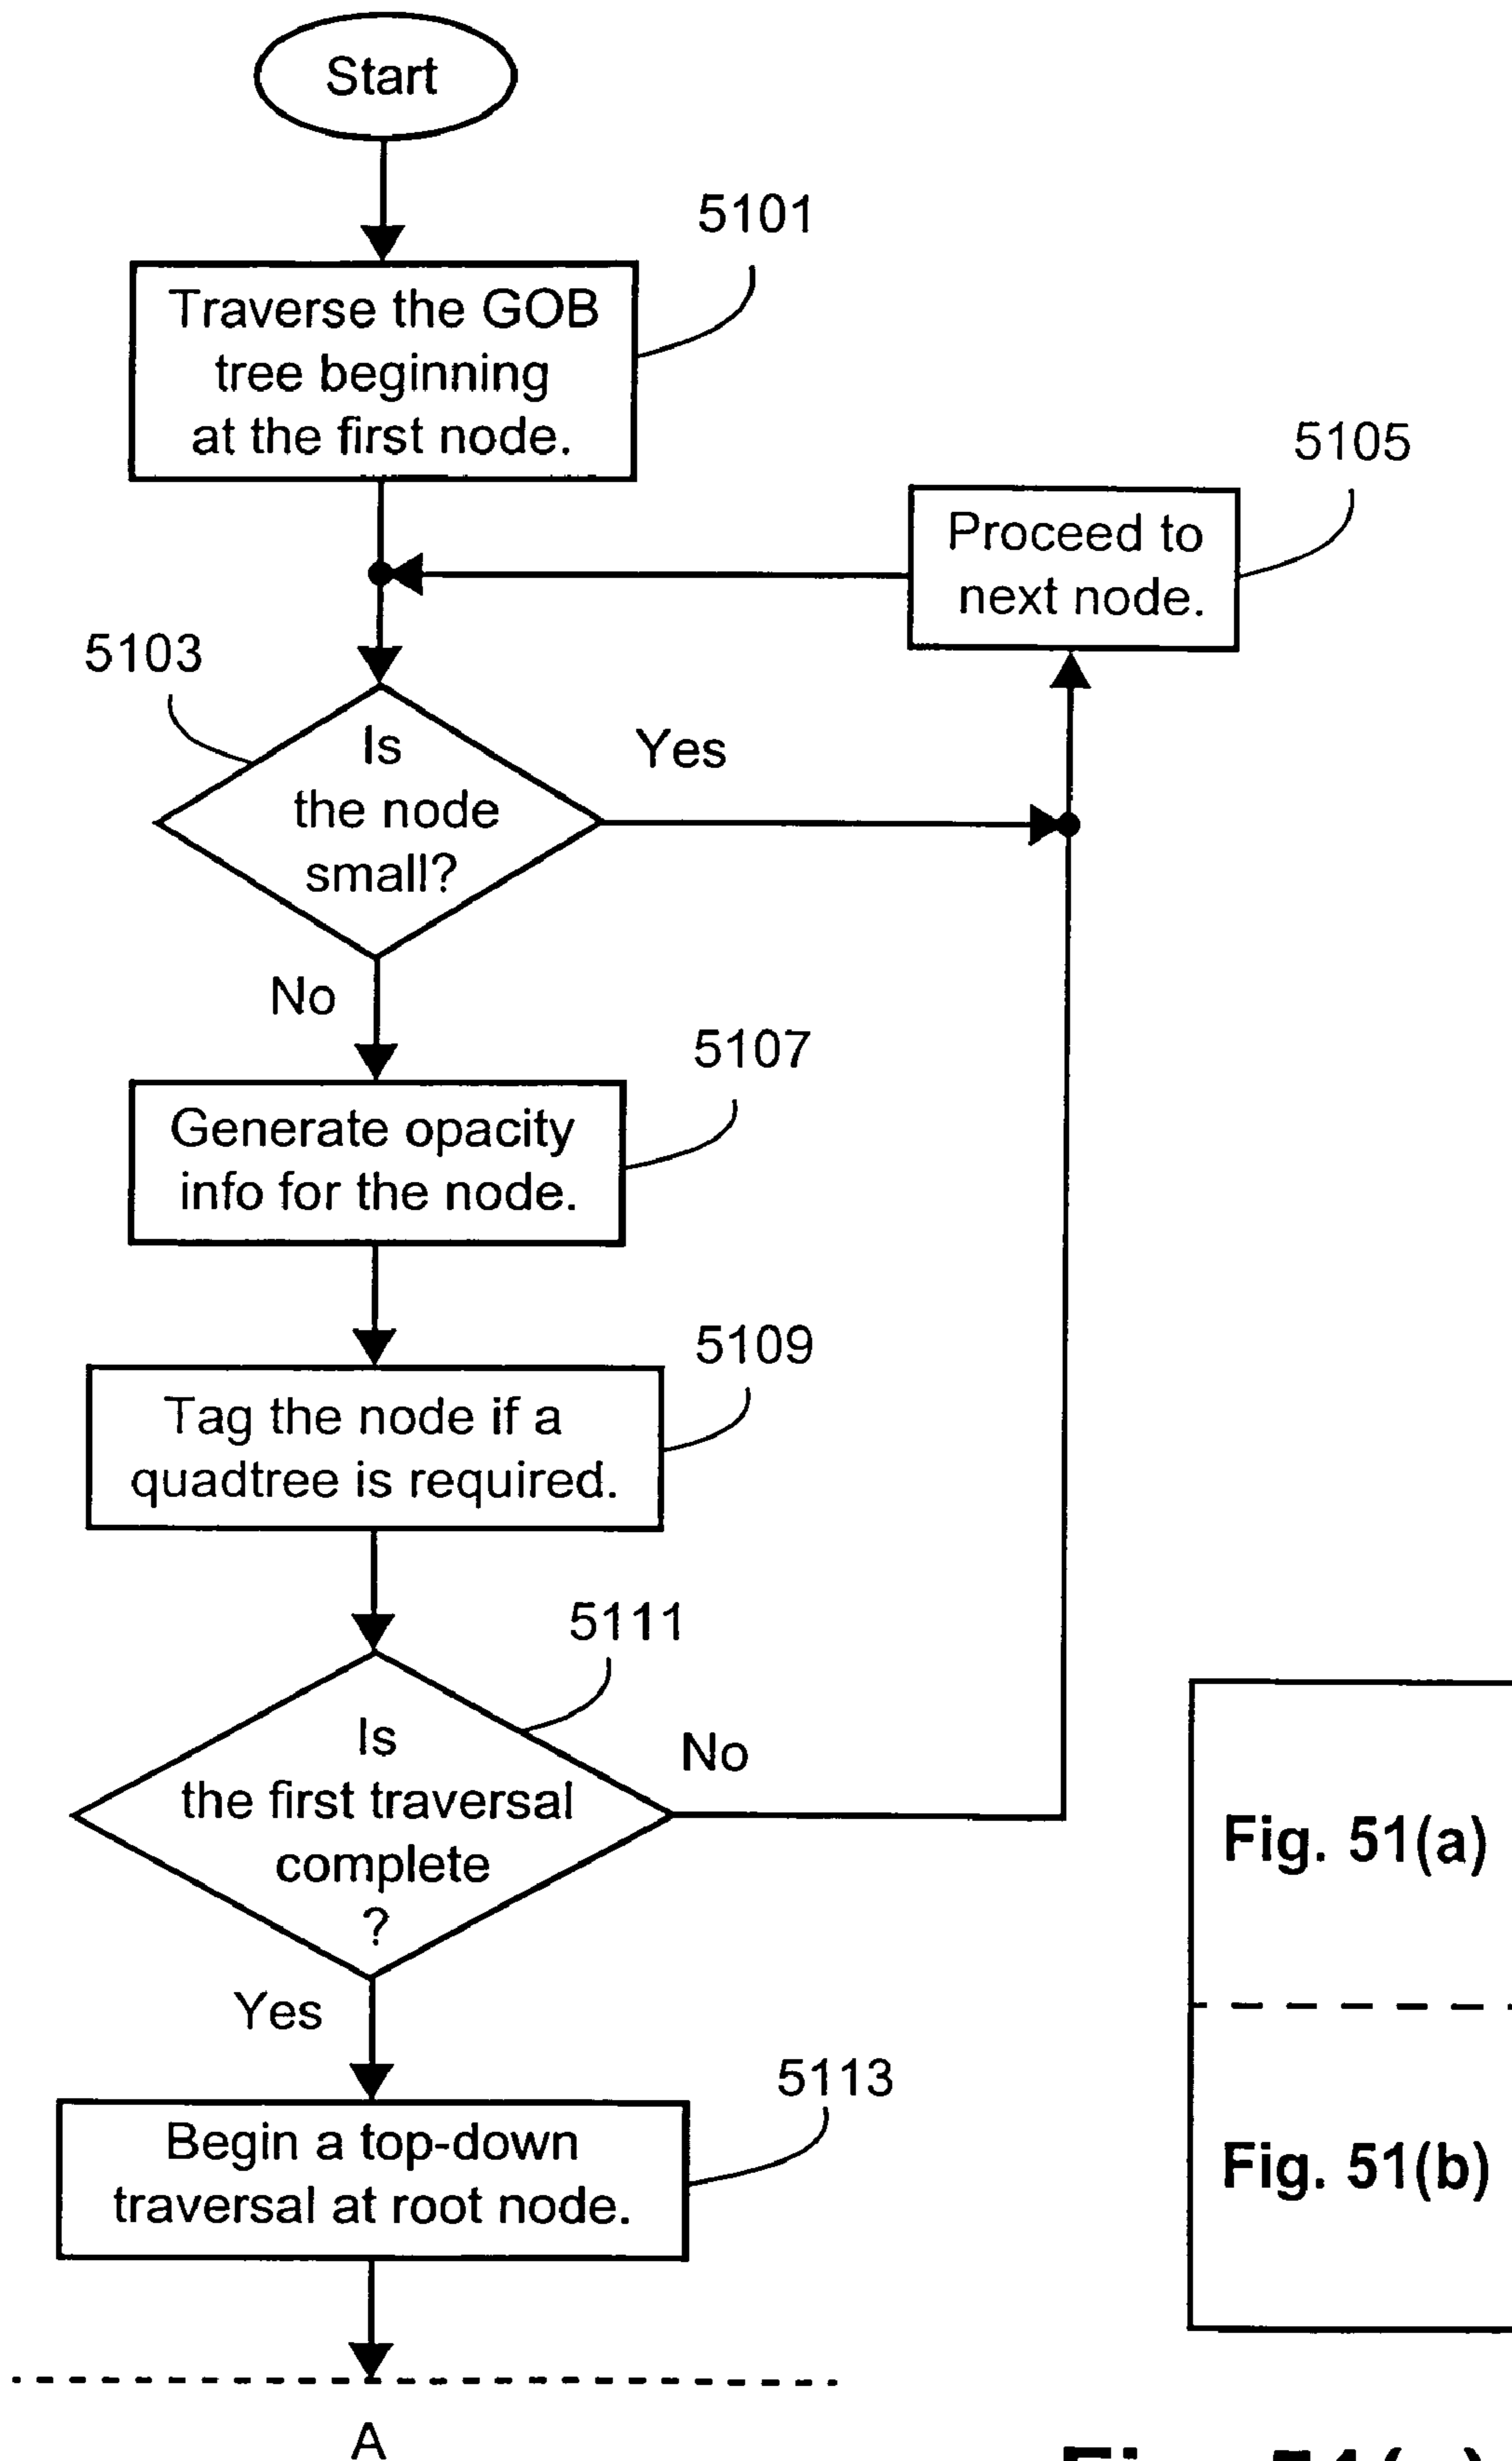 Start
5101
Traverse the GOB
tree beginning
at the first node.
5105
Proceed to
next node.
5103
Is
the node
small?
Yes
No
5107
Generate opacity
info for the node.
5109
Tag the node if a
quadtree is required.
5111
Is
the first traversal
complete
?
No
Yes
5113
Begin a top-down
traversal at root node.
A
Fig. 51(a)
Fig. 51(b)